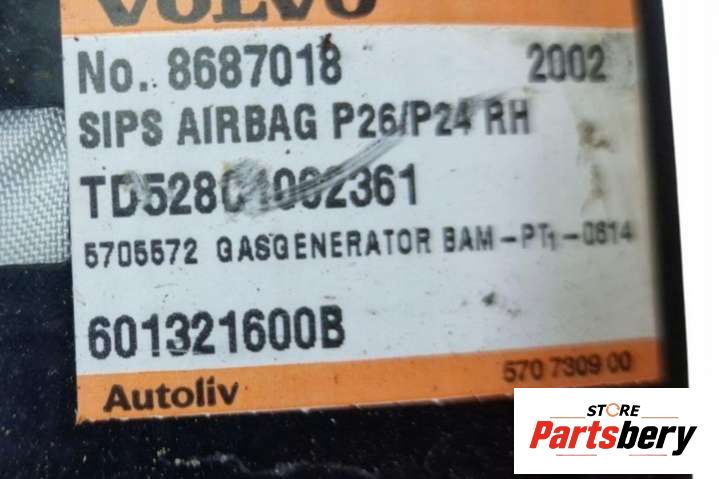 VOLVO
No. 8687018 2002
SIPS AIRBAG P26/P24 RH
5705572 GASGENERATOR BAM-PT1-0614
601321600B
Autoliv 570 7309 00
STORE
Partsbery